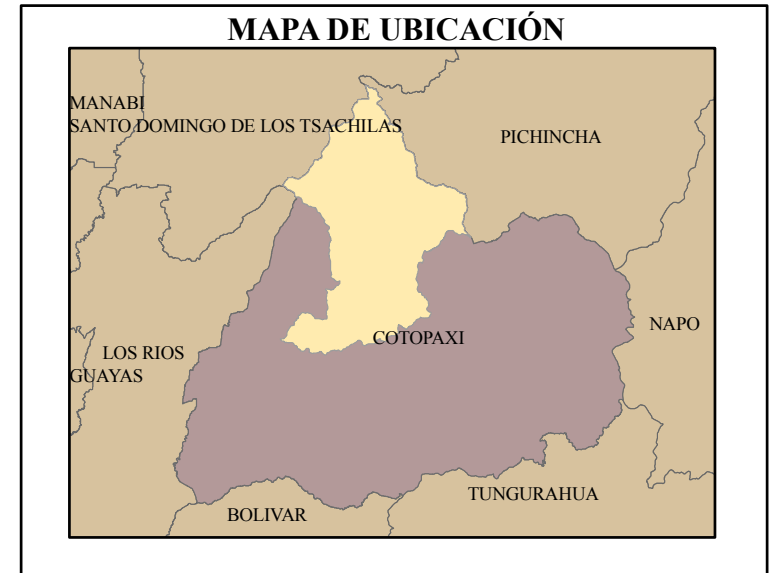 MAPA DE UBICACIÓN
MANABI
SANTO DOMINGO DE LOS TSACHILAS
PICHINCHA
NAPO
COTOPAXI
LOS RIOS
GUAYAS
TUNGURAHUA
BOLIVAR